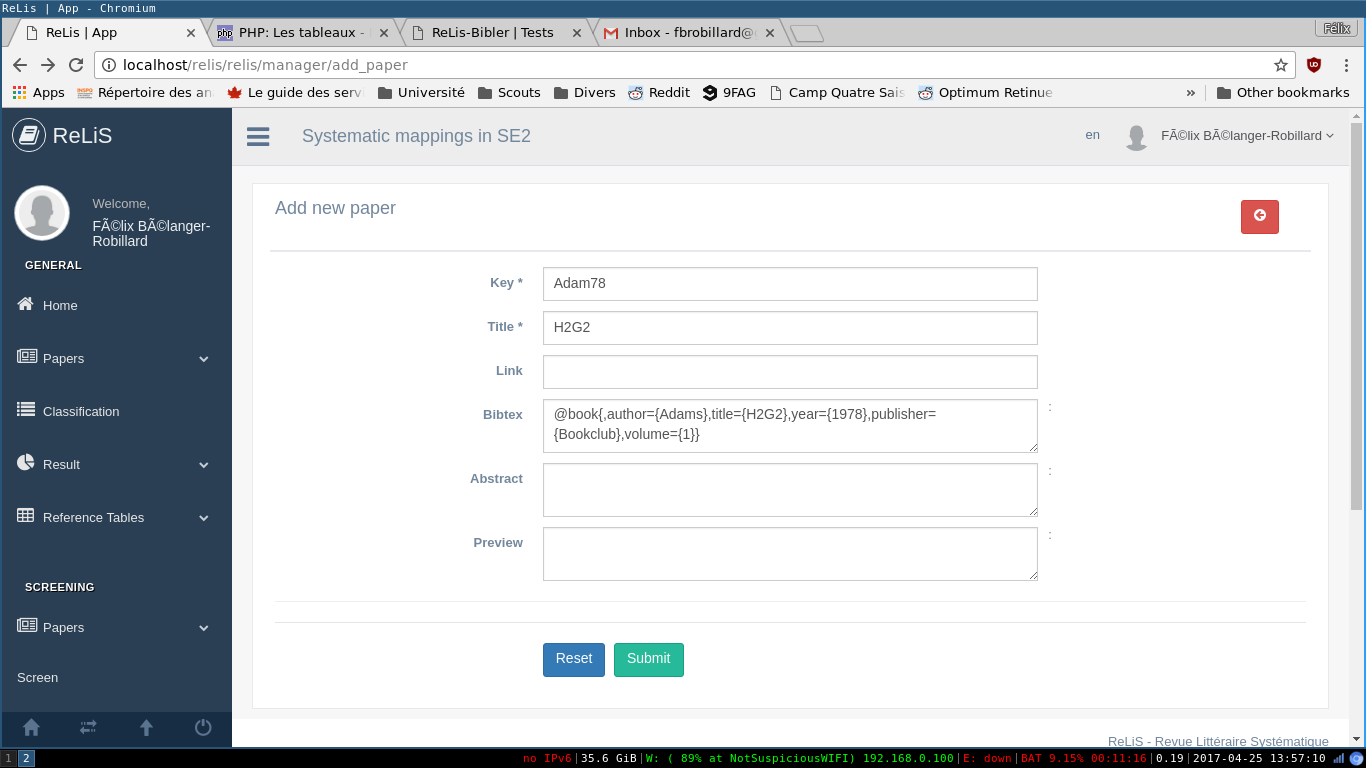 ReLis | App - Chromium
ReLis | App
PHP: Les tableaux -
ReLis-Bibler | Tests
Inbox - fbrobillard@
Félix
localhost/relis/relis/manager/add_paper
Apps
Répertoire des an
Le guide des serv
Université
Scouts
Divers
Reddit
9FAG
Camp Quatre Sais
Optimum Retinue
»
Other bookmarks
ReLiS
Systematic mappings in SE2
en
FÃ©lix BÃ©langer-Robillard
Welcome,
FÃ©lix BÃ©langer-
Robillard
GENERAL
Home
Papers
Classification
Result
Reference Tables
SCREENING
Papers
Screen
Add new paper
Key *
Adam78
Title *
H2G2
Link
Bibtex
@book{,author={Adams},title={H2G2},year={1978},publisher=
{Bookclub},volume={1}}
:
Abstract
:
Preview
:
Reset
Submit
ReLiS - Revue Littéraire Systématique
1 2
no IPv6|35.6 GiB|W: ( 89% at NotSuspiciousWIFI) 192.168.0.100|E: down|BAT 9.15% 00:11:16|0.19|2017-04-25 13:57:10